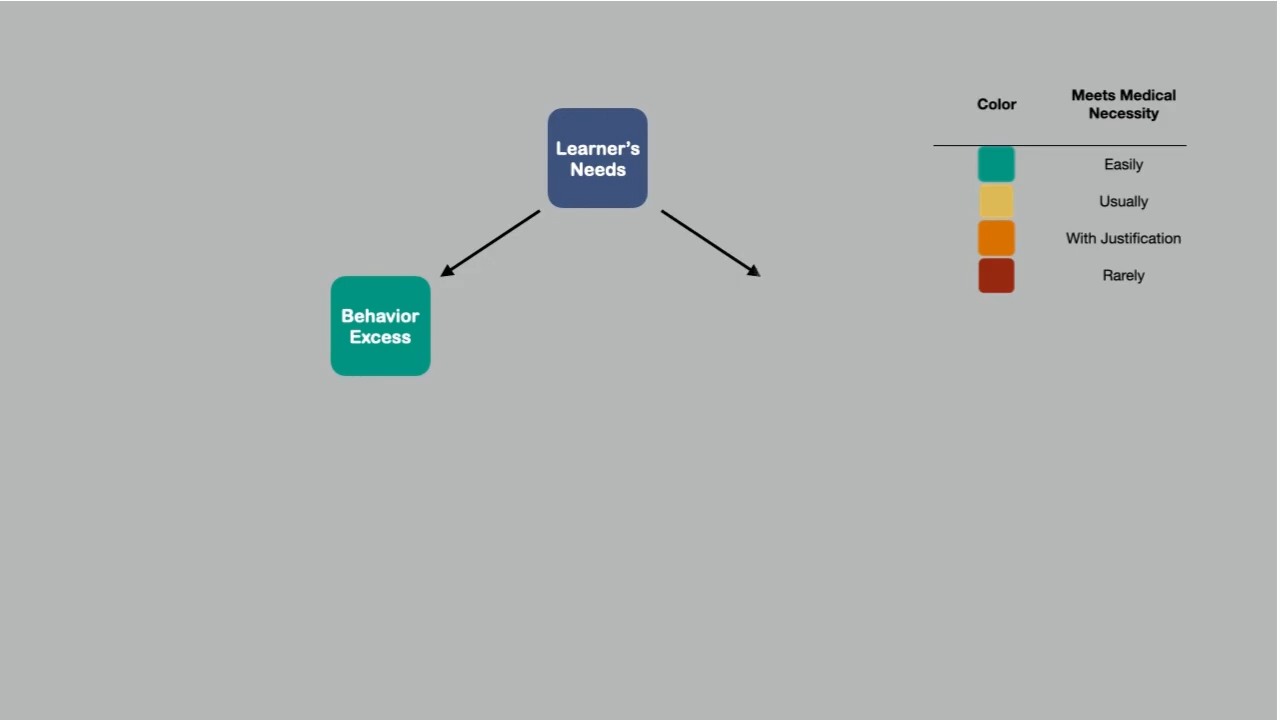 Learner’s
Needs
Behavior
Excess
Color
Meets Medical
Necessity
Easily
Usually
With Justification
Rarely